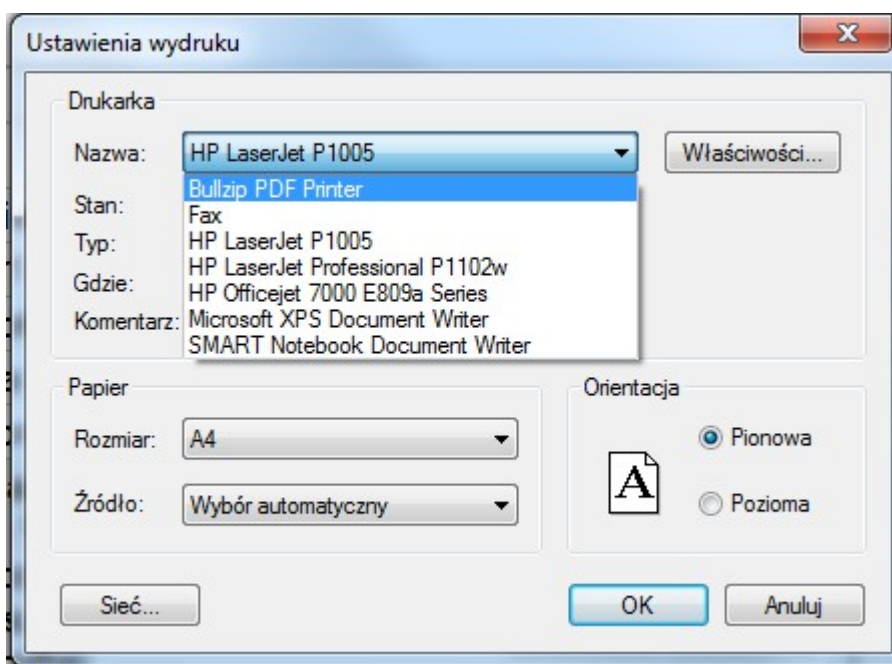 Ustawienia wydruku
Drukarka
Nazwa: HP LaserJet P1005 Właściwości...
Bullzip PDF Printer
Stan:
Fax
Typ: HP LaserJet P1005
HP LaserJet Professional P1102w
Gdzie: HP Officejet 7000 E809a Series
Komentarz: Microsoft XPS Document Writer
SMART Notebook Document Writer
Papier
Rozmiar: A4
Źródło: Wybór automatyczny
Orientacja
A
Pionowa
Pozioma
Sieć... OK Anuluj